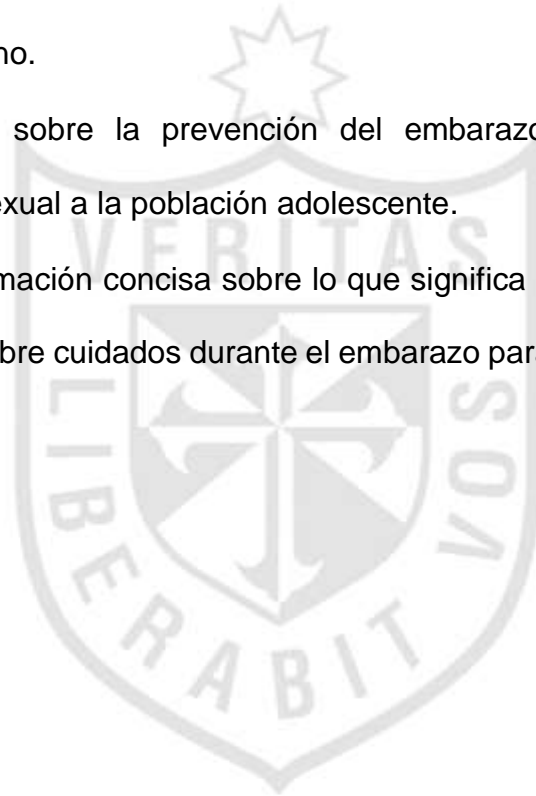 no.
sobre la prevención del embarazo
exual a la población adolescente.
mación concisa sobre lo que significa
bre cuidados durante el embarazo para
VERITAS
LIBERABIT
VOS